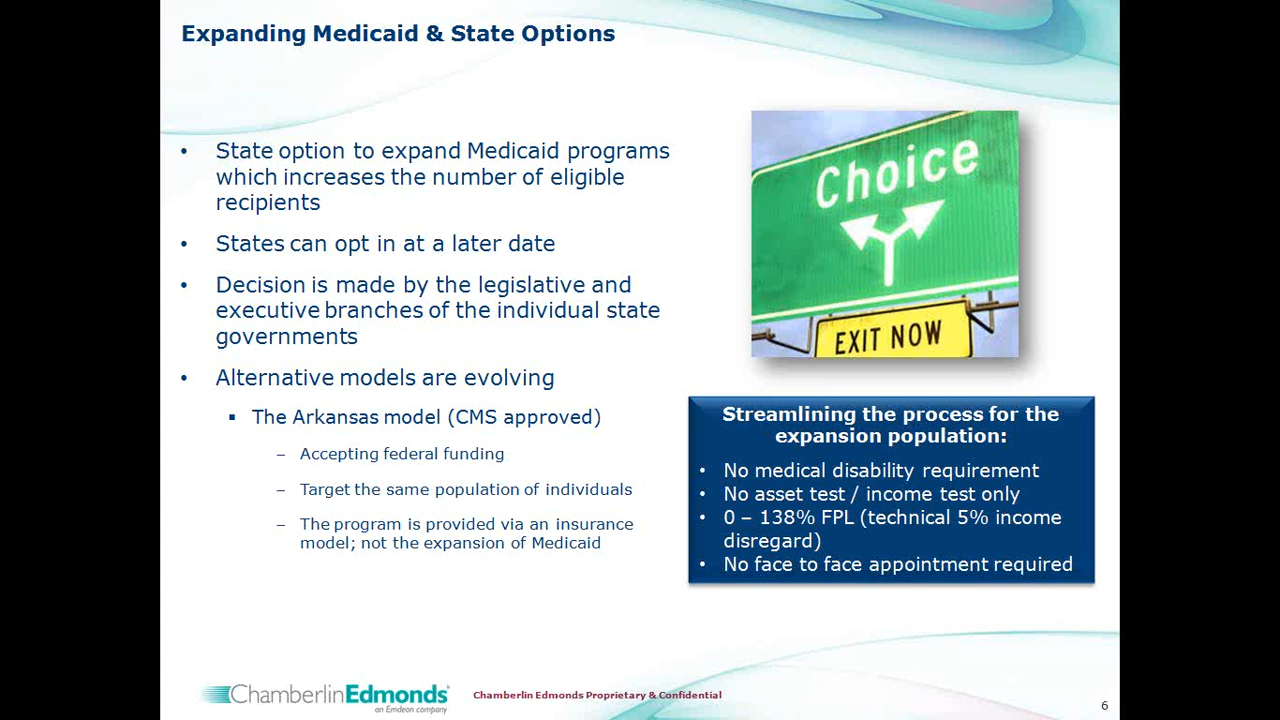 Expanding Medicaid & State Options
• State option to expand Medicaid programs
which increases the number of eligible
recipients
• States can opt in at a later date
• Decision is made by the legislative and
executive branches of the individual state
governments
• Alternative models are evolving
▪ The Arkansas model (CMS approved)
– Accepting federal funding
– Target the same population of individuals
– The program is provided via an insurance
model; not the expansion of Medicaid
Choice
EXIT NOW
Streamlining the process for the
expansion population:
• No medical disability requirement
• No asset test / income test only
• 0 – 138% FPL (technical 5% income
disregard)
• No face to face appointment required
ChamberlinEdmonds®
an Emdeon company
Chamberlin Edmonds Proprietary & Confidential
6